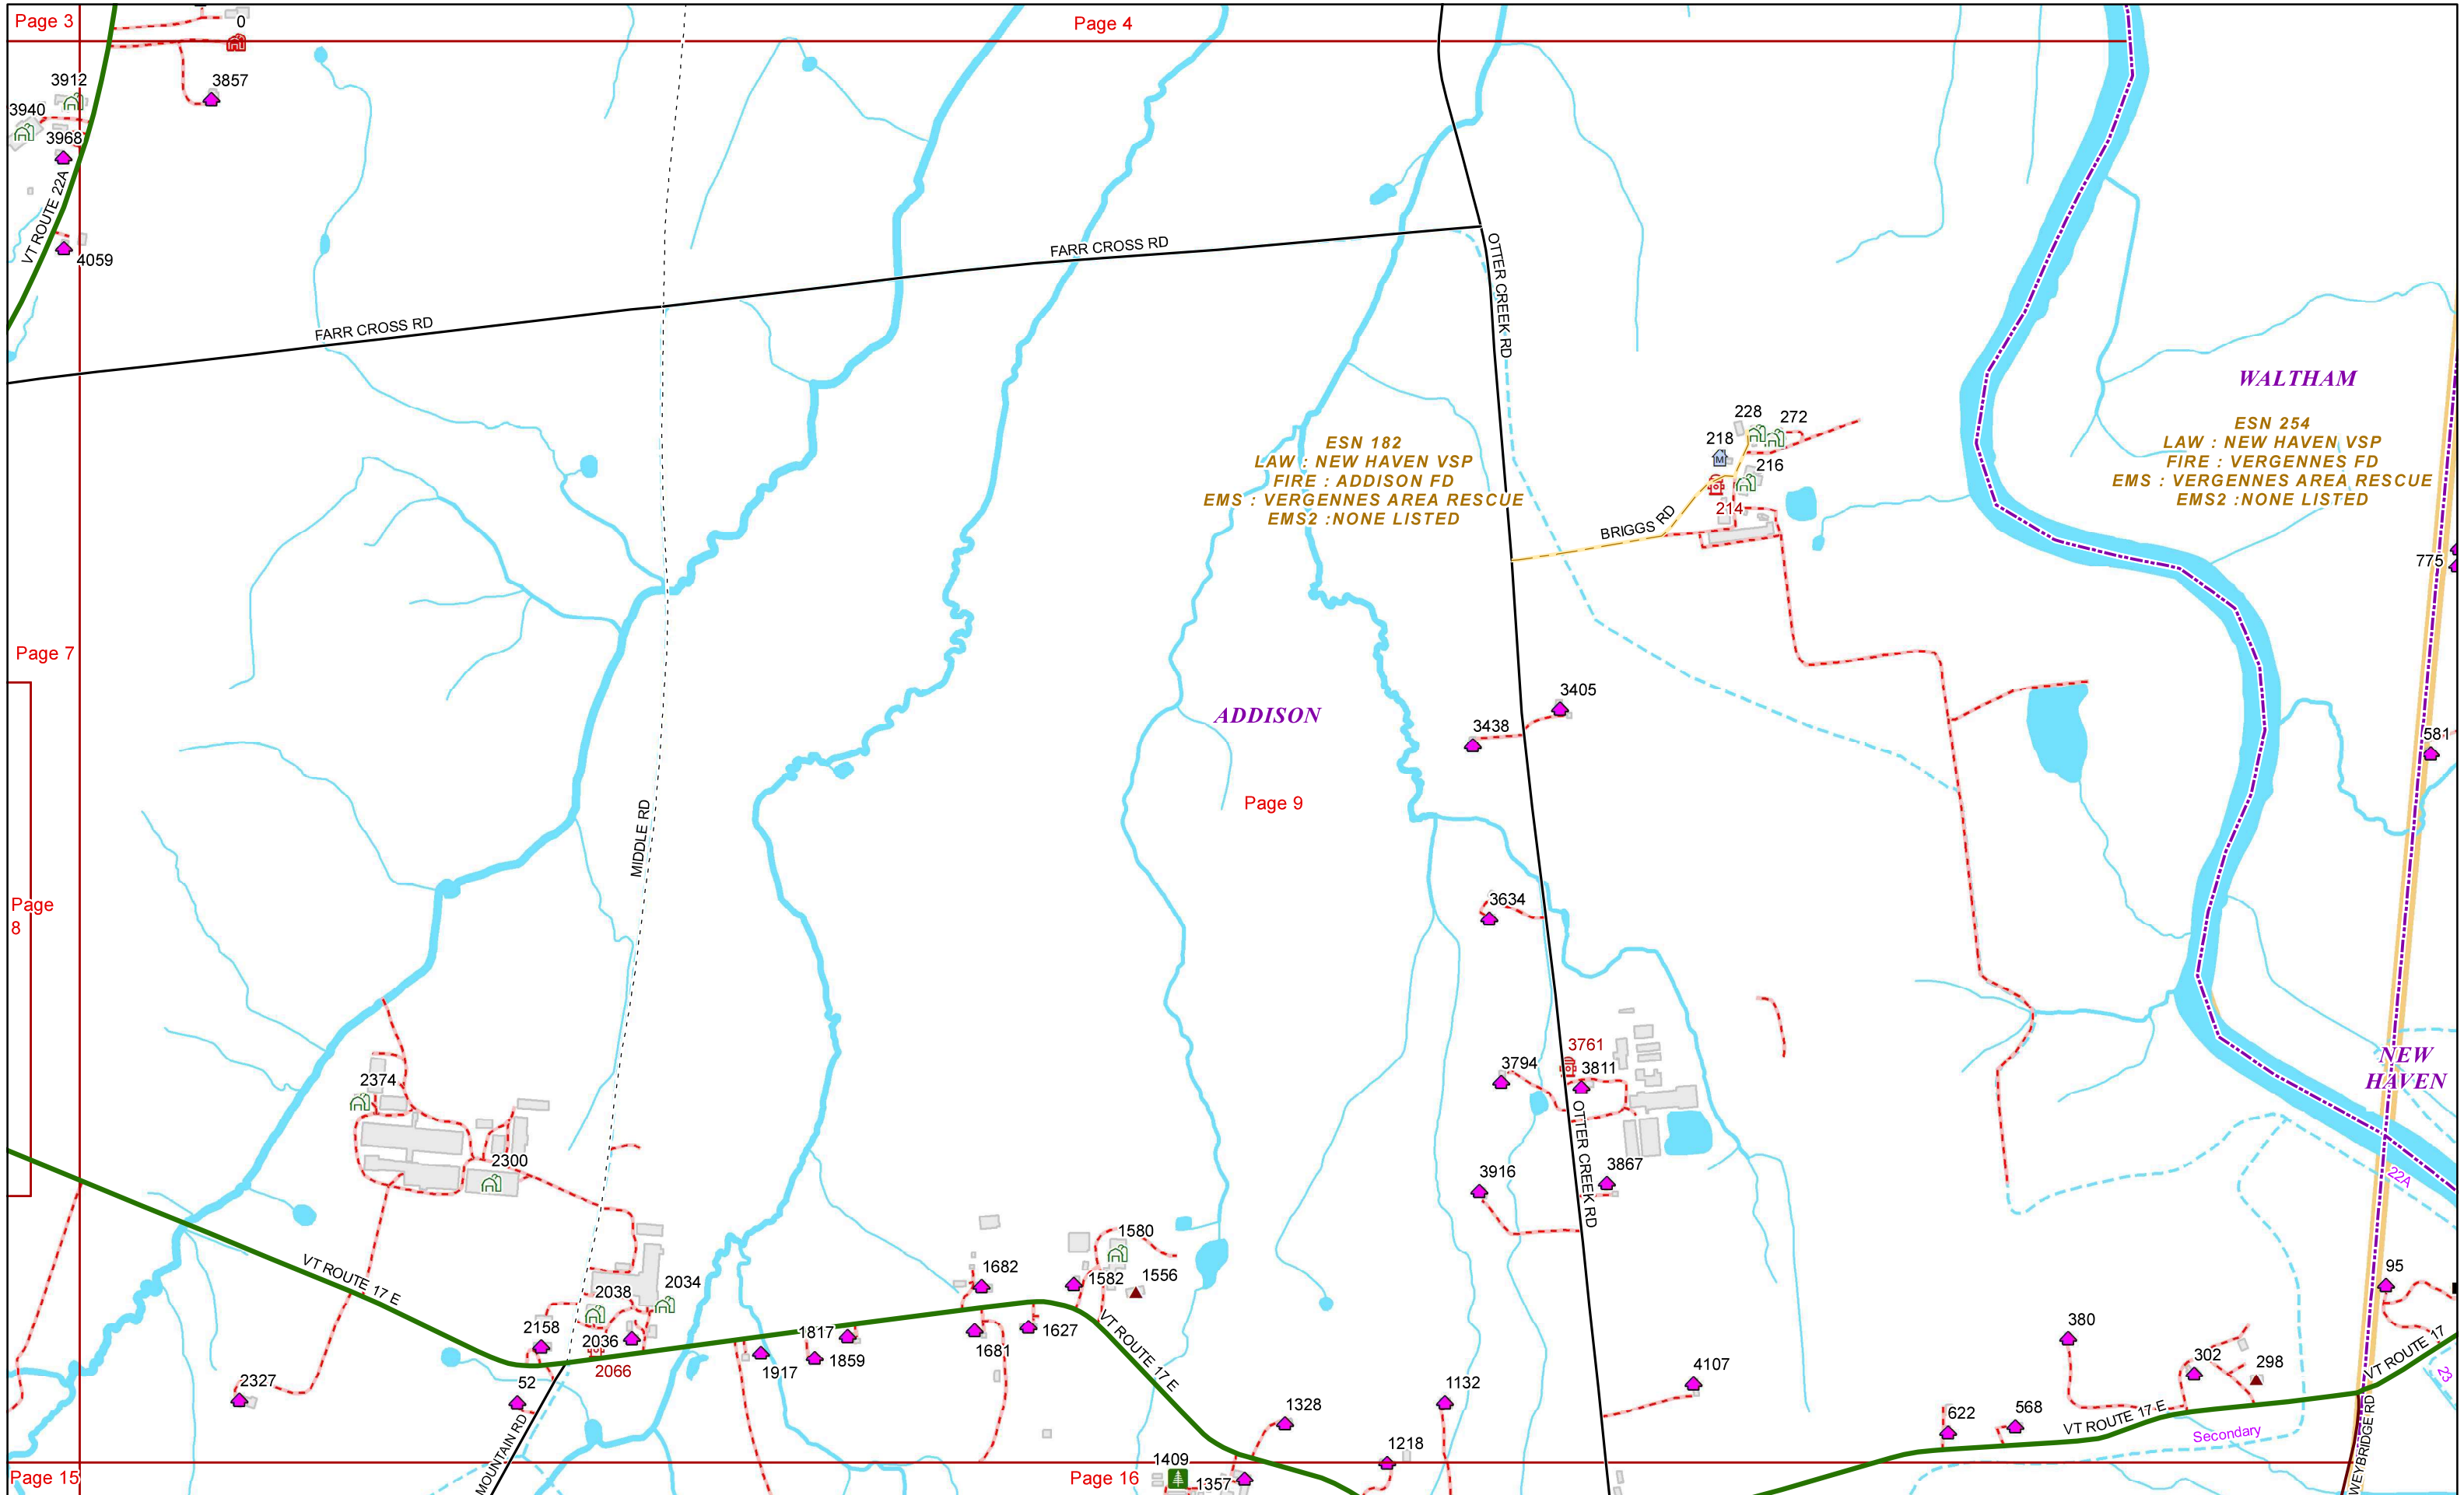 Page 3
0
Page 4
3912
3857
3940
3968
VT ROUTE 22A
4059
FARR CROSS RD
FARR CROSS RD
OTTER CREEK RD
WALTHAM
ESN 254
LAW : NEW HAVEN VSP
FIRE : VERGENNES FD
EMS : VERGENNES AREA RESCUE
EMS2 :NONE LISTED
ESN 182
LAW : NEW HAVEN VSP
FIRE : ADDISON FD
EMS : VERGENNES AREA RESCUE
EMS2 :NONE LISTED
228
272
218
M
216
214
BRIGGS RD
775
Page 7
3405
ADDISON
3438
581
Page 9
MIDDLE RD
Page
8
3634
3761
3794
3811
NEW
HAVEN
2374
OTTER CREEK RD
2300
3916
3867
22A
1580
VT ROUTE 17 E
2034
2038
1682
1582
1556
95
2158
2036
2066
1817
1859
1917
1681
1627
VT ROUTE 17 E
380
302
298
VT ROUTE 17
23
2327
52
MOUNTAIN RD
1328
1132
4107
622
568
VT ROUTE 17 E
Secondary
WEYBRIDGE RD
1218
1409
1357
Page 15
Page 16